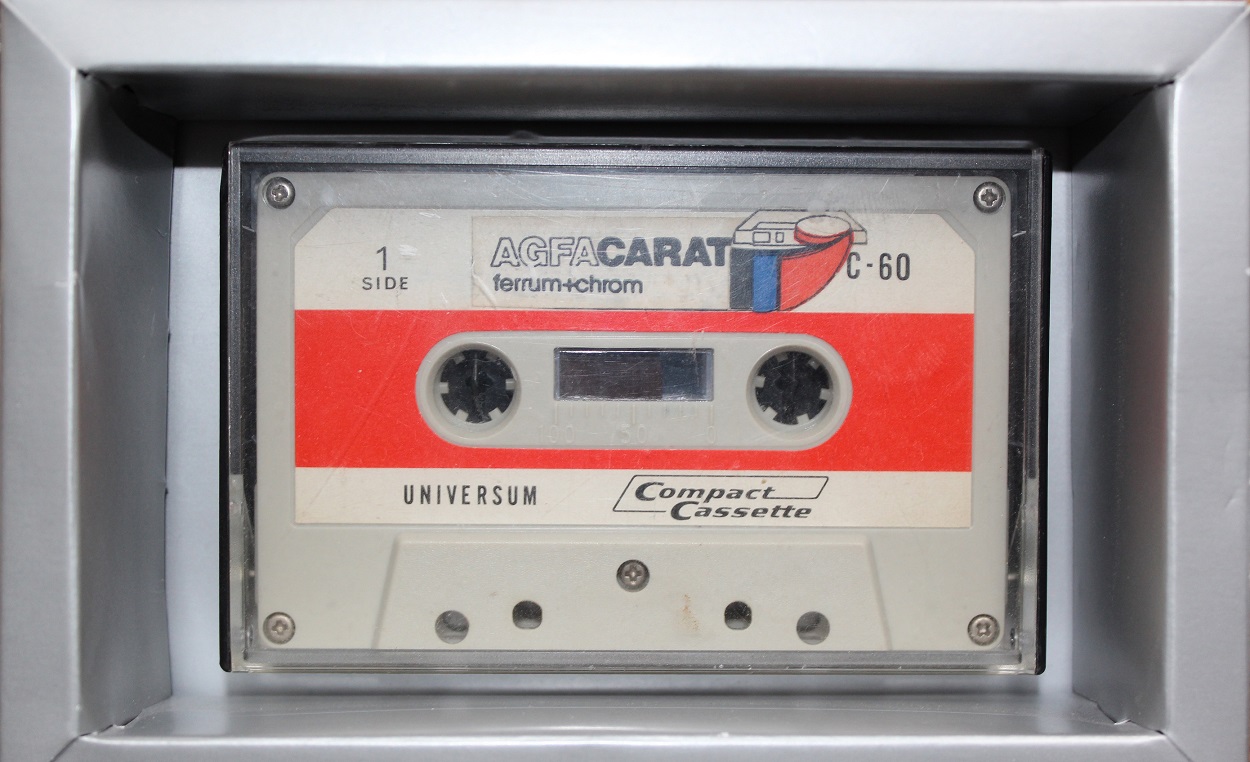 1
SIDE
AGFACARAT
ferrum+chrom
C-60
UNIVERSUM
Compact
Cassette